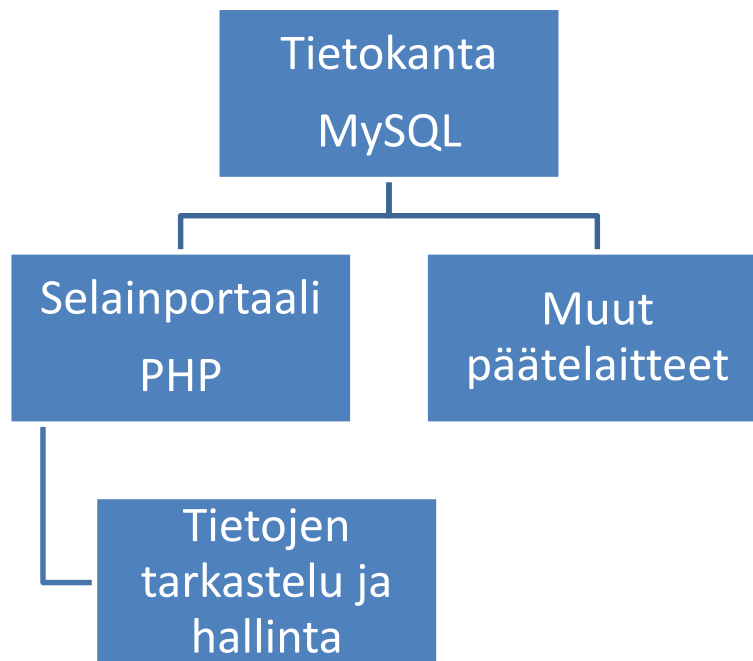 Tietokanta
MySQL
Selainportaali
PHP
Muut
päätelaitteet
Tietojen
tarkastelu ja
hallinta